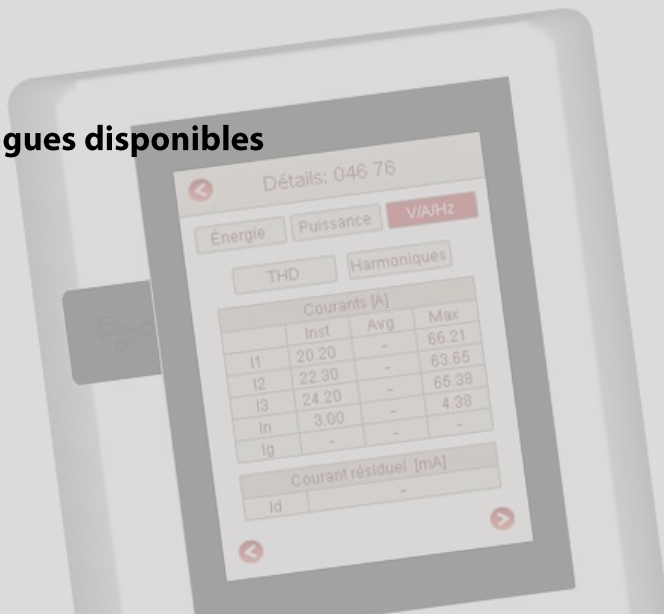 gues disponibles
Détails: 046 76
Énergie Puissance V/A/Hz
THD Harmoniques
Courants [A]
Inst Avg Max
I1 20.20 - 66.21
I2 22.30 - 63.65
I3 24.20 - 65.38
In 3.00 - 4.38
Ig - - -
Courant résiduel [mA]
Id -